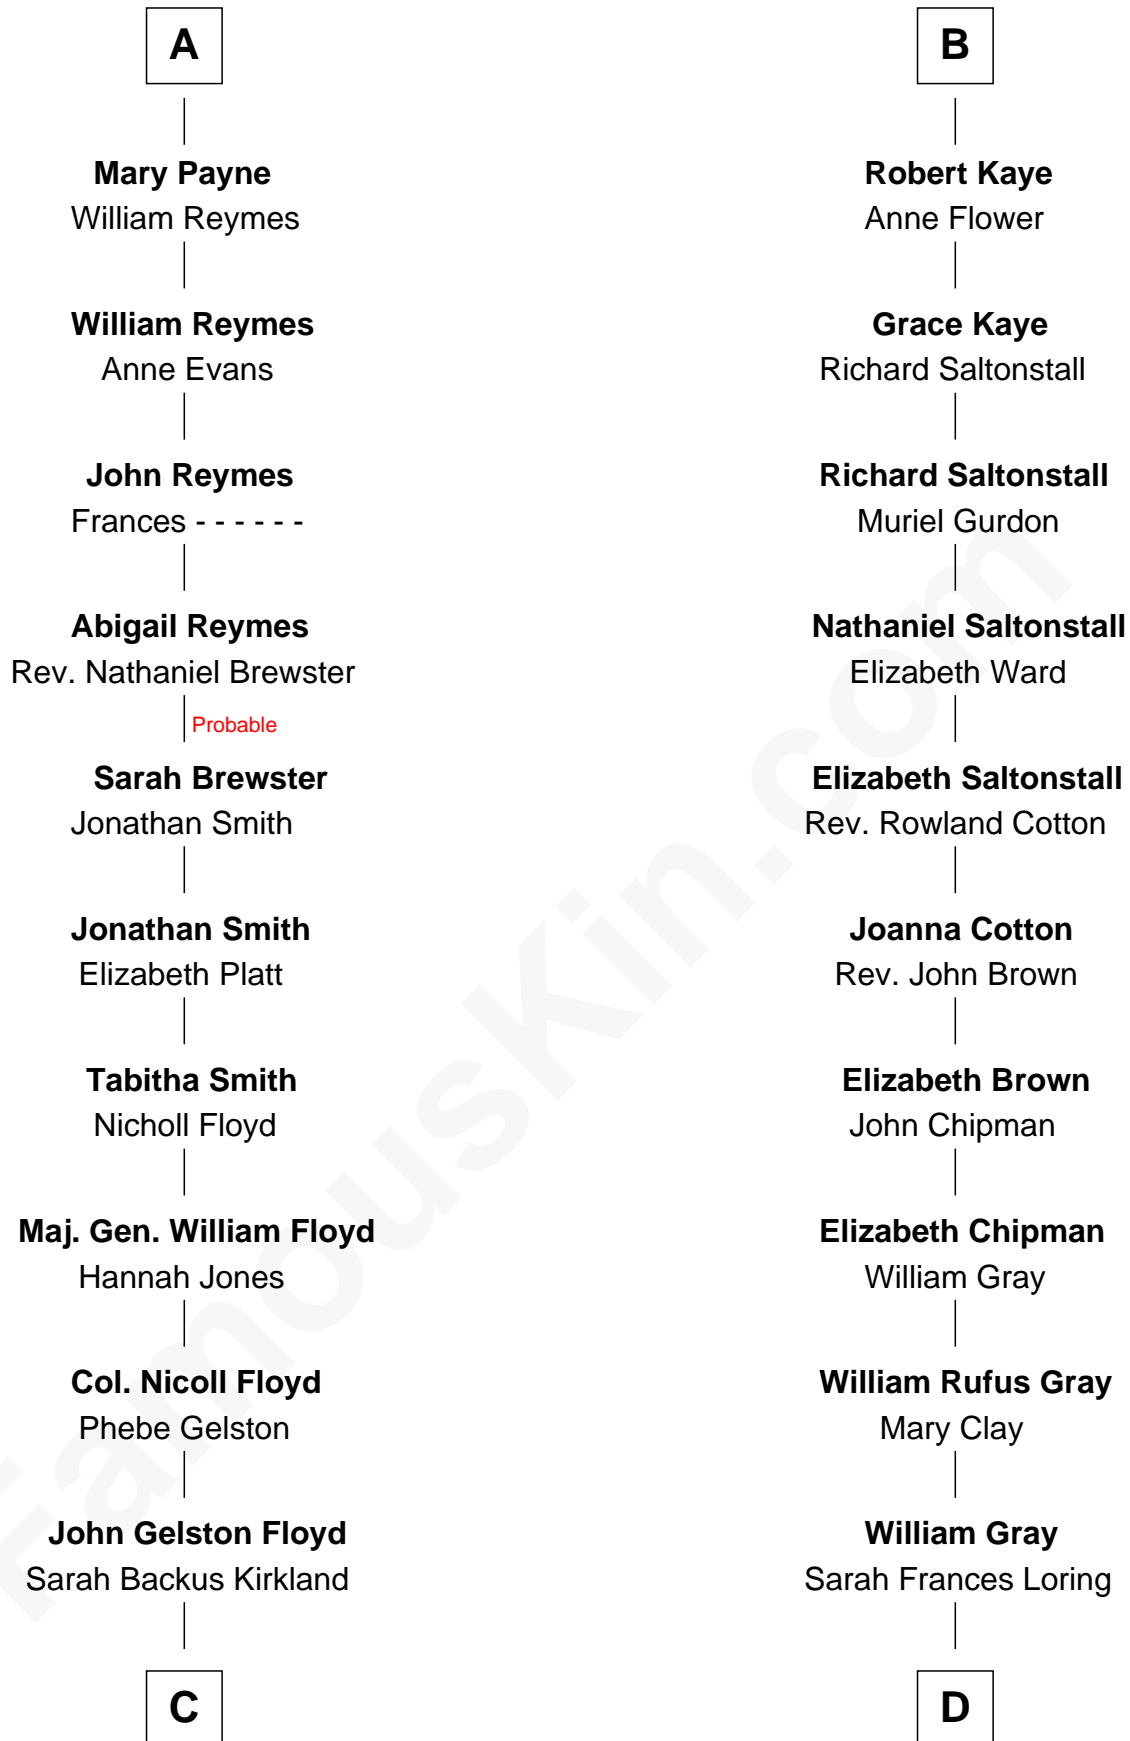 A
Mary Payne
William Reymes
William Reymes
Anne Evans
John Reymes
Frances - - - - - -
Abigail Reymes
Rev. Nathaniel Brewster
Probable
Sarah Brewster
Jonathan Smith
Jonathan Smith
Elizabeth Platt
Tabitha Smith
Nicholl Floyd
Maj. Gen. William Floyd
Hannah Jones
Col. Nicoll Floyd
Phebe Gelston
John Gelston Floyd
Sarah Backus Kirkland
C
B
Robert Kaye
Anne Flower
Grace Kaye
Richard Saltonstall
Richard Saltonstall
Muriel Gurdon
Nathaniel Saltonstall
Elizabeth Ward
Elizabeth Saltonstall
Rev. Rowland Cotton
Joanna Cotton
Rev. John Brown
Elizabeth Brown
John Chipman
Elizabeth Chipman
William Gray
William Rufus Gray
Mary Clay
William Gray
Sarah Frances Loring
D
FamousKin.com